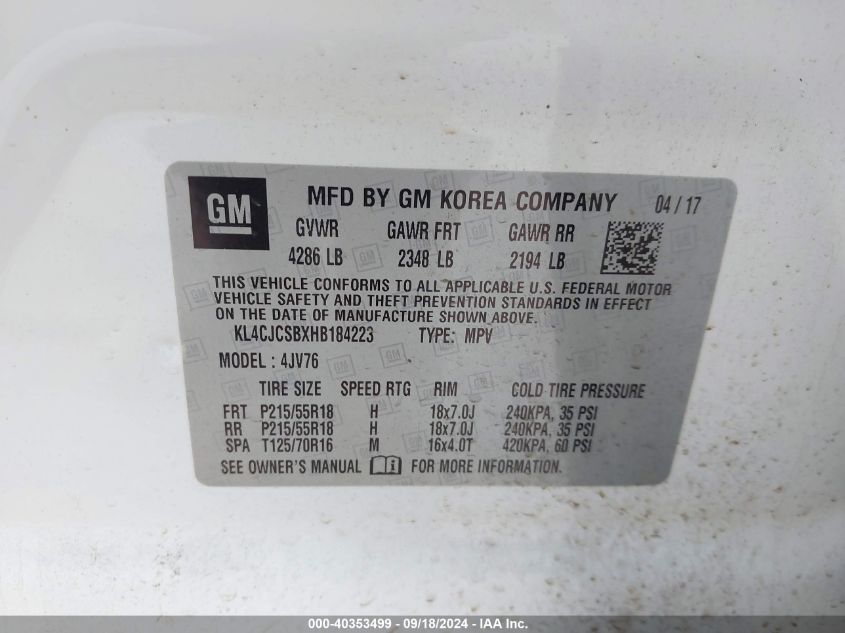 GM MFD BY GM KOREA COMPANY 04 / 17
GVWR GAWR FRT GAWR RR
4286 LB 2348 LB 2194 LB
THIS VEHICLE CONFORMS TO ALL APPLICABLE U.S. FEDERAL MOTOR
VEHICLE SAFETY AND THEFT PREVENTION STANDARDS IN EFFECT
ON THE DATE OF MANUFACTURE SHOWN ABOVE.
KL4CJCSBXHB184223 TYPE: MPV
MODEL : 4JV76
TIRE SIZE SPEED RTG RIM COLD TIRE PRESSURE
FRT P215/55R18 H 18x7.0J 240KPA, 35 PSI
RR P215/55R18 H 18x7.0J 240KPA, 35 PSI
SPA T125/70R16 M 16x4.0T 420KPA, 60 PSI
SEE OWNER'S MANUAL FOR MORE INFORMATION.
000-40353499 - 09/18/2024 - IAA Inc.